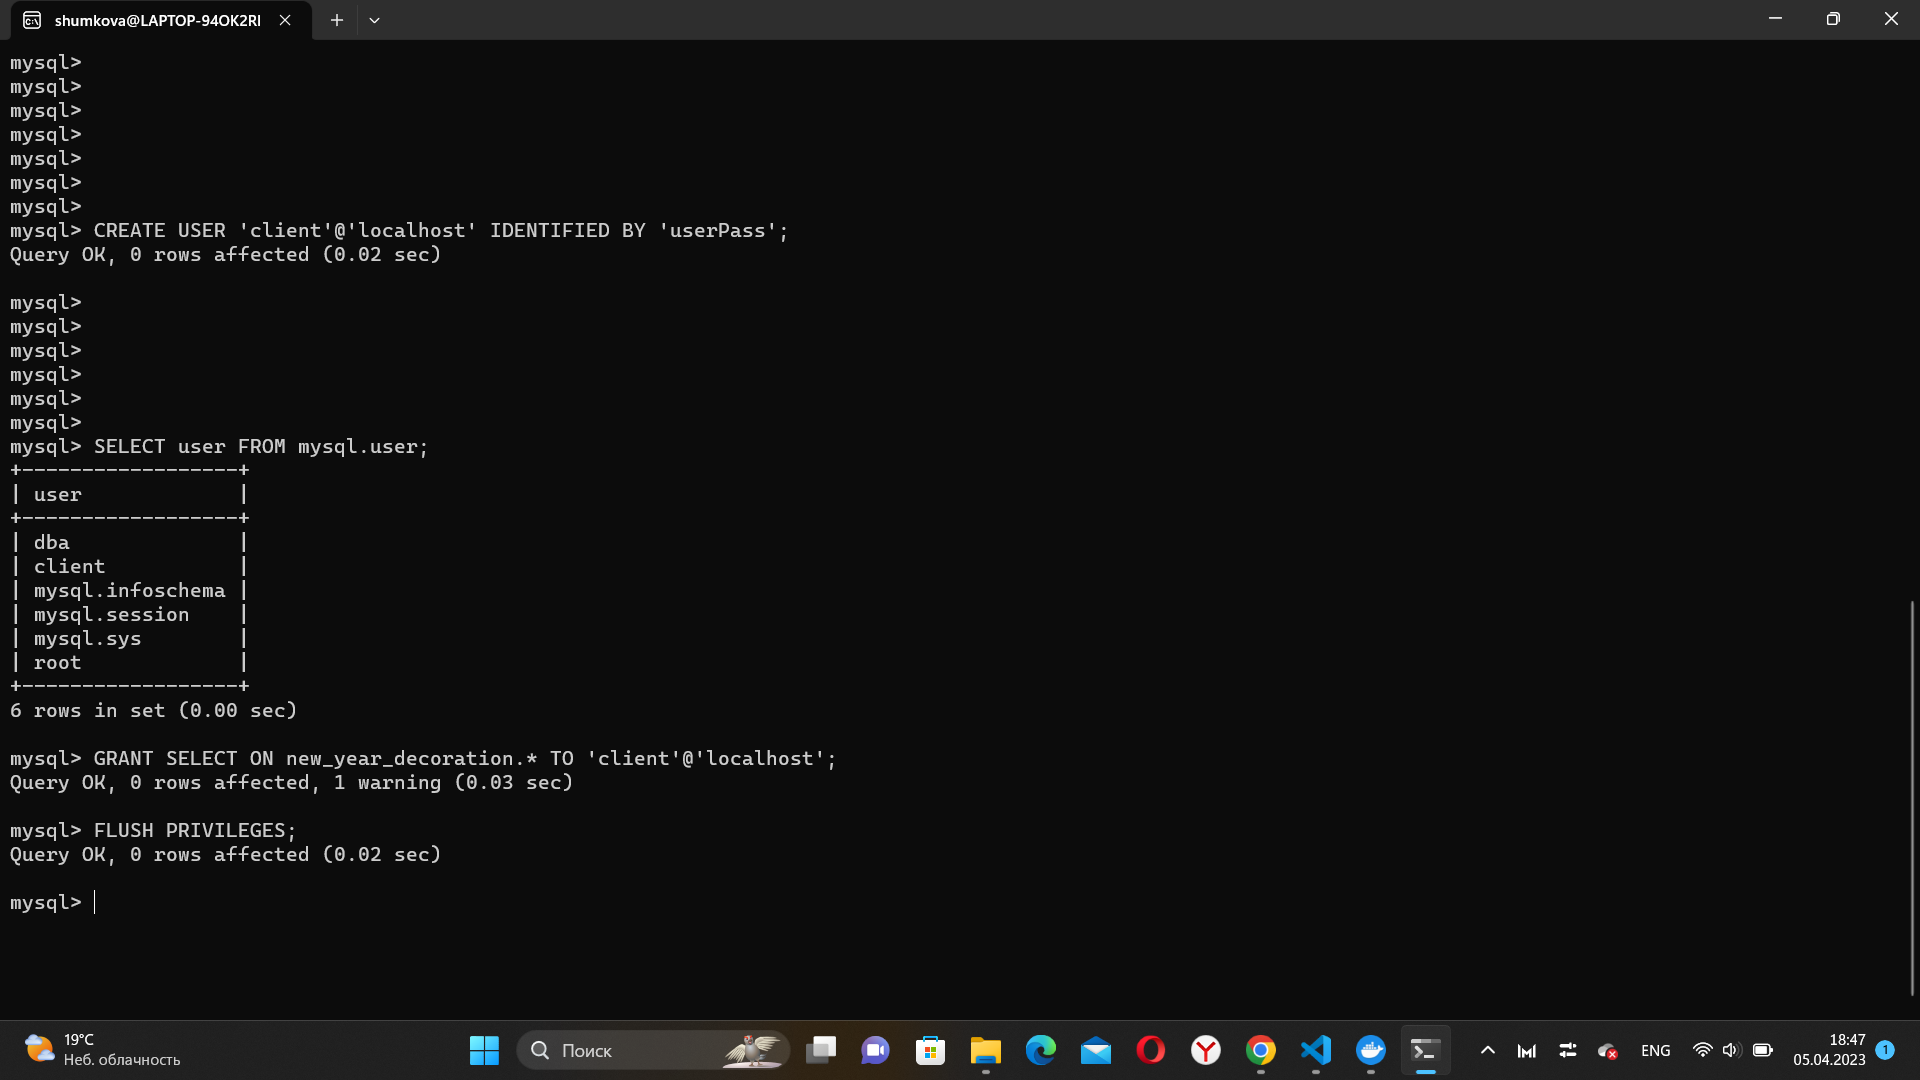 shumkova@LAPTOP-94OK2RI
mysql>
mysql>
mysql>
mysql>
mysql>
mysql>
mysql>
mysql> CREATE USER 'client'@'localhost' IDENTIFIED BY 'userPass';
Query OK, 0 rows affected (0.02 sec)
mysql>
mysql>
mysql>
mysql>
mysql>
mysql>
mysql> SELECT user FROM mysql.user;
+------------------+
| user             |
+------------------+
| dba              |
| client           |
| mysql.infoschema |
| mysql.session    |
| mysql.sys        |
| root             |
+------------------+
6 rows in set (0.00 sec)
mysql> GRANT SELECT ON new_year_decoration.* TO 'client'@'localhost';
Query OK, 0 rows affected, 1 warning (0.03 sec)
mysql> FLUSH PRIVILEGES;
Query OK, 0 rows affected (0.02 sec)
mysql>
19°C
Неб. облачность
Поиск
ENG
18:47
05.04.2023
1